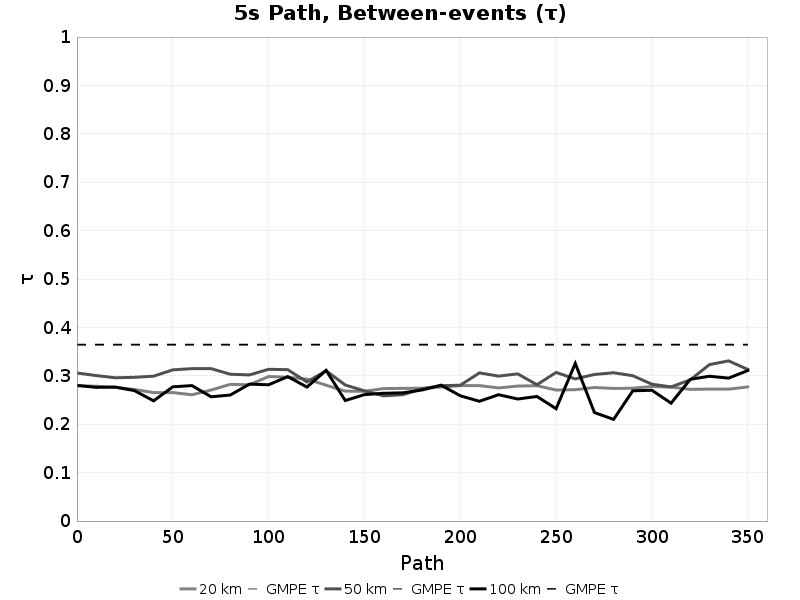 5s Path, Between-events (τ)
1
0.9
0.8
0.7
0.6
0.5
0.4
0.3
0.2
0.1
0
τ
0 50 100 150 200 250 300 350
Path
20 km GMPE τ 50 km GMPE τ 100 km GMPE τ